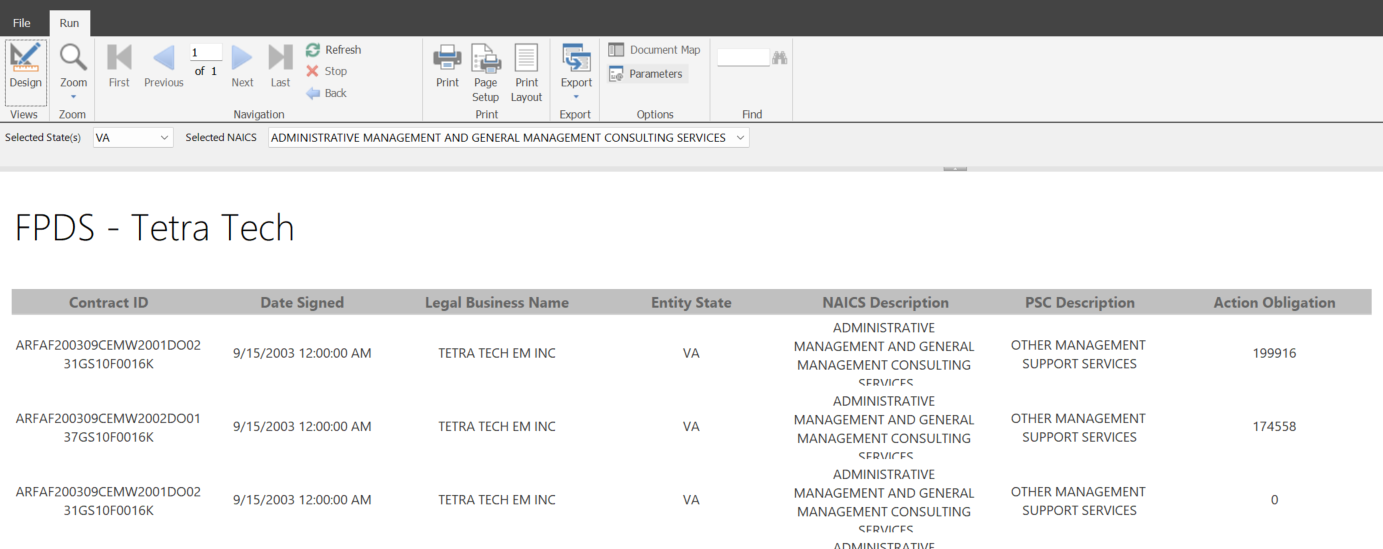 File Run
Design
Zoom
First
Previous
1
of 1
Next
Last
Refresh
Stop
Back
Print
Page
Setup
Print
Layout
Export
Document Map
Parameters
Views Zoom Navigation Print Export Options Find
Selected State(s) VA Selected NAICS ADMINISTRATIVE MANAGEMENT AND GENERAL MANAGEMENT CONSULTING SERVICES
FPDS - Tetra Tech
Contract ID Date Signed Legal Business Name Entity State NAICS Description PSC Description Action Obligation
ARFAF200309CEMW2001DO02
31GS10F0016K
9/15/2003 12:00:00 AM
TETRA TECH EM INC
VA
ADMINISTRATIVE
MANAGEMENT AND GENERAL
MANAGEMENT CONSULTING
SERVICES
OTHER MANAGEMENT
SUPPORT SERVICES
199916
ARFAF200309CEMW2002DO01
37GS10F0016K
9/15/2003 12:00:00 AM
TETRA TECH EM INC
VA
ADMINISTRATIVE
MANAGEMENT AND GENERAL
MANAGEMENT CONSULTING
SERVICES
OTHER MANAGEMENT
SUPPORT SERVICES
174558
ARFAF200309CEMW2001DO02
31GS10F0016K
9/15/2003 12:00:00 AM
TETRA TECH EM INC
VA
ADMINISTRATIVE
MANAGEMENT AND GENERAL
MANAGEMENT CONSULTING
SERVICES
OTHER MANAGEMENT
SUPPORT SERVICES
0
ADMINISTRATIVE